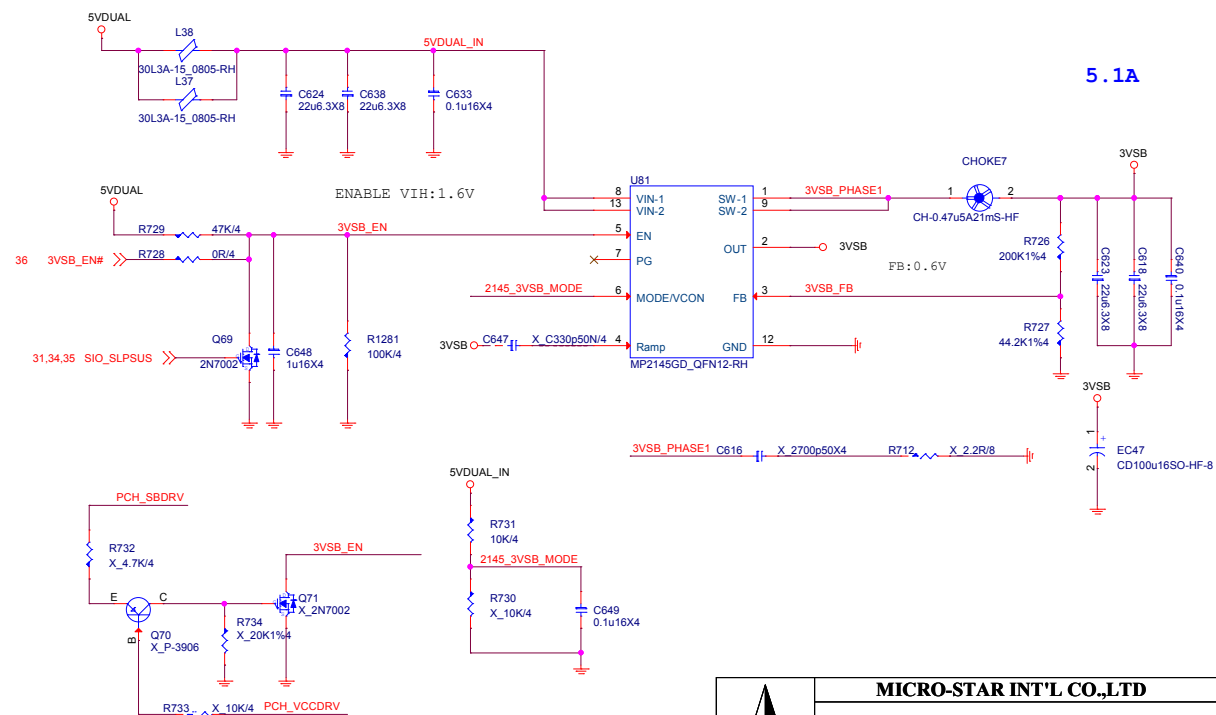 5VDUAL
L38
30L3A-15_0805-RH
L37
30L3A-15_0805-RH
5VDUAL_IN
C624
22u6.3X8
C638
22u6.3X8
C633
0.1u16X4
5.1A
5VDUAL
ENABLE VIH:1.6V
R729 47K/4
3VSB_EN
36 3VSB_EN# R728 0R/4
31,34,35 SIO_SLPSUS
Q69
2N7002
C648
1u16X4
R1281
100K/4
U81
8 VIN-1
13 VIN-2
5 EN
7 PG
6 MODE/VCON
4 Ramp
SW-1 1
SW-2 9
OUT 2
FB 3
GND 12
MP2145GD_QFN12-RH
2145_3VSB_MODE
3VSB C647 X_C330p50N/4
3VSB_PHASE1
3VSB
3VSB_FB
FB:0.6V
CHOKE7
1 2
CH-0.47u5A21mS-HF
3VSB
R726
200K1%4
R727
44.2K1%4
C623 22u6.3X8
C618 22u6.3X8
C640 0.1u16X4
3VSB
1
+
2
EC47
CD100u16SO-HF-8
3VSB_PHASE1 C616 X_2700p50X4 R712 X_2.2R/8
5VDUAL_IN
R731
10K/4
2145_3VSB_MODE
R730
X_10K/4
C649
0.1u16X4
PCH_SBDRV
R732
X_4.7K/4
E C
B
Q70
X_P-3906
R734
X_20K1%4
3VSB_EN
Q71
X_2N7002
R733 X_10K/4 PCH_VCCDRV
MICRO-STAR INT'L CO.,LTD